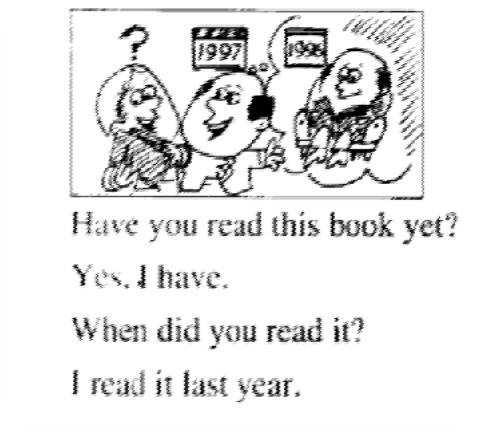 ?
1997
1996
Have you read this book yet?
Yes, I have.
When did you read it?
I read it last year.